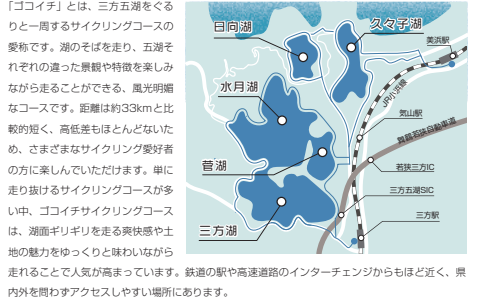 「ゴコイチ」とは、三方五湖をぐる
りと一周するサイクリングコースの
愛称です。湖のそばを走り、五湖そ
れぞれの違った景観や特徴を楽しみ
ながら走ることができる、風光明媚
なコースです。距離は約33kmと比
較的短く、高低差もほとんどないた
め、さまざまなサイクリング愛好者
の方に楽しんでいただけます。単に
走り抜けるサイクリングコースが多
い中、ゴコイチサイクリングコース
は、湖面ギリギリを走る爽快感や土
地の魅力をゆっくりと味わいながら
走れることで人気が高まっています。鉄道の駅や高速道路のインターチェンジからもほど近く、県
内外を問わずアクセスしやすい場所にあります。
日向湖
久々子湖
美浜駅
水月湖
JR小浜線
気山駅
舞鶴若狭自動車道
菅湖
若狭三方IC
三方五湖SIC
三方湖
三方駅